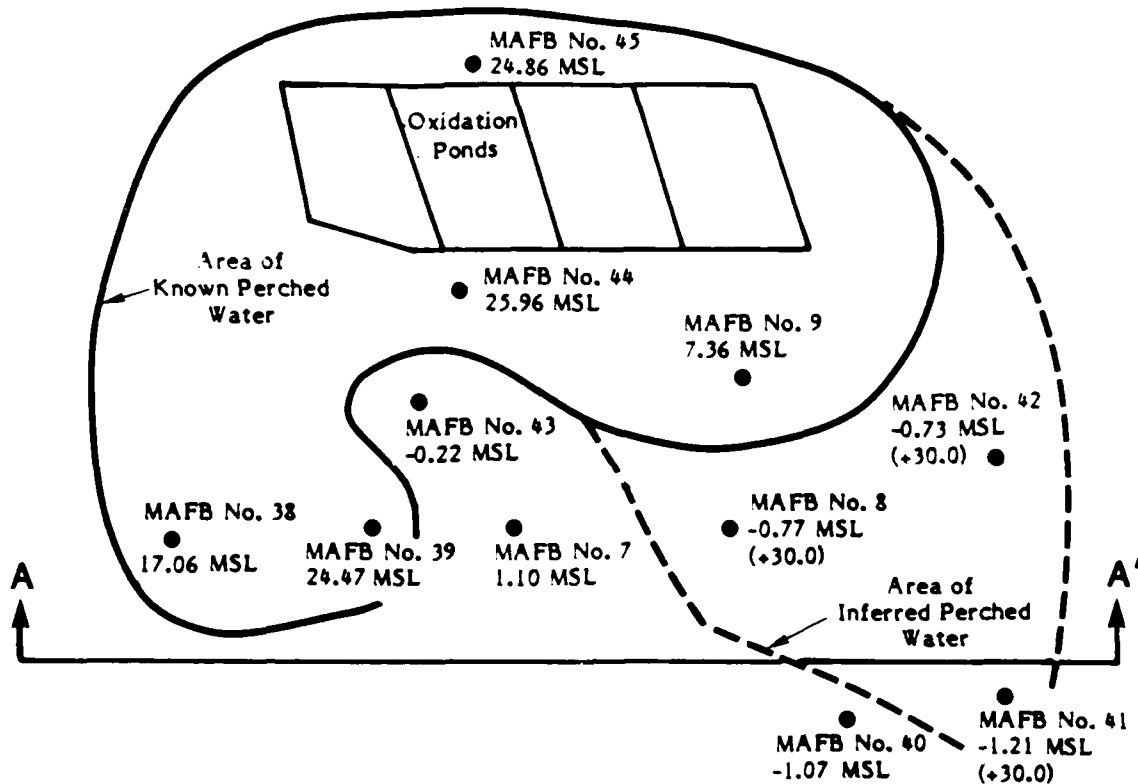 MAFB No. 45
24.86 MSL
Oxidation
Ponds
Area of
Known Perched
Water
MAFB No. 44
25.96 MSL
MAFB No. 9
7.36 MSL
MAFB No. 43
-0.22 MSL
MAFB No. 42
-0.73 MSL
(+30.0)
MAFB No. 38
17.06 MSL
MAFB No. 39
24.47 MSL
MAFB No. 7
1.10 MSL
MAFB No. 8
-0.77 MSL
(+30.0)
A
A'
Area of
Inferred Perched
Water
MAFB No. 40
-1.07 MSL
MAFB No. 41
-1.21 MSL
(+30.0)